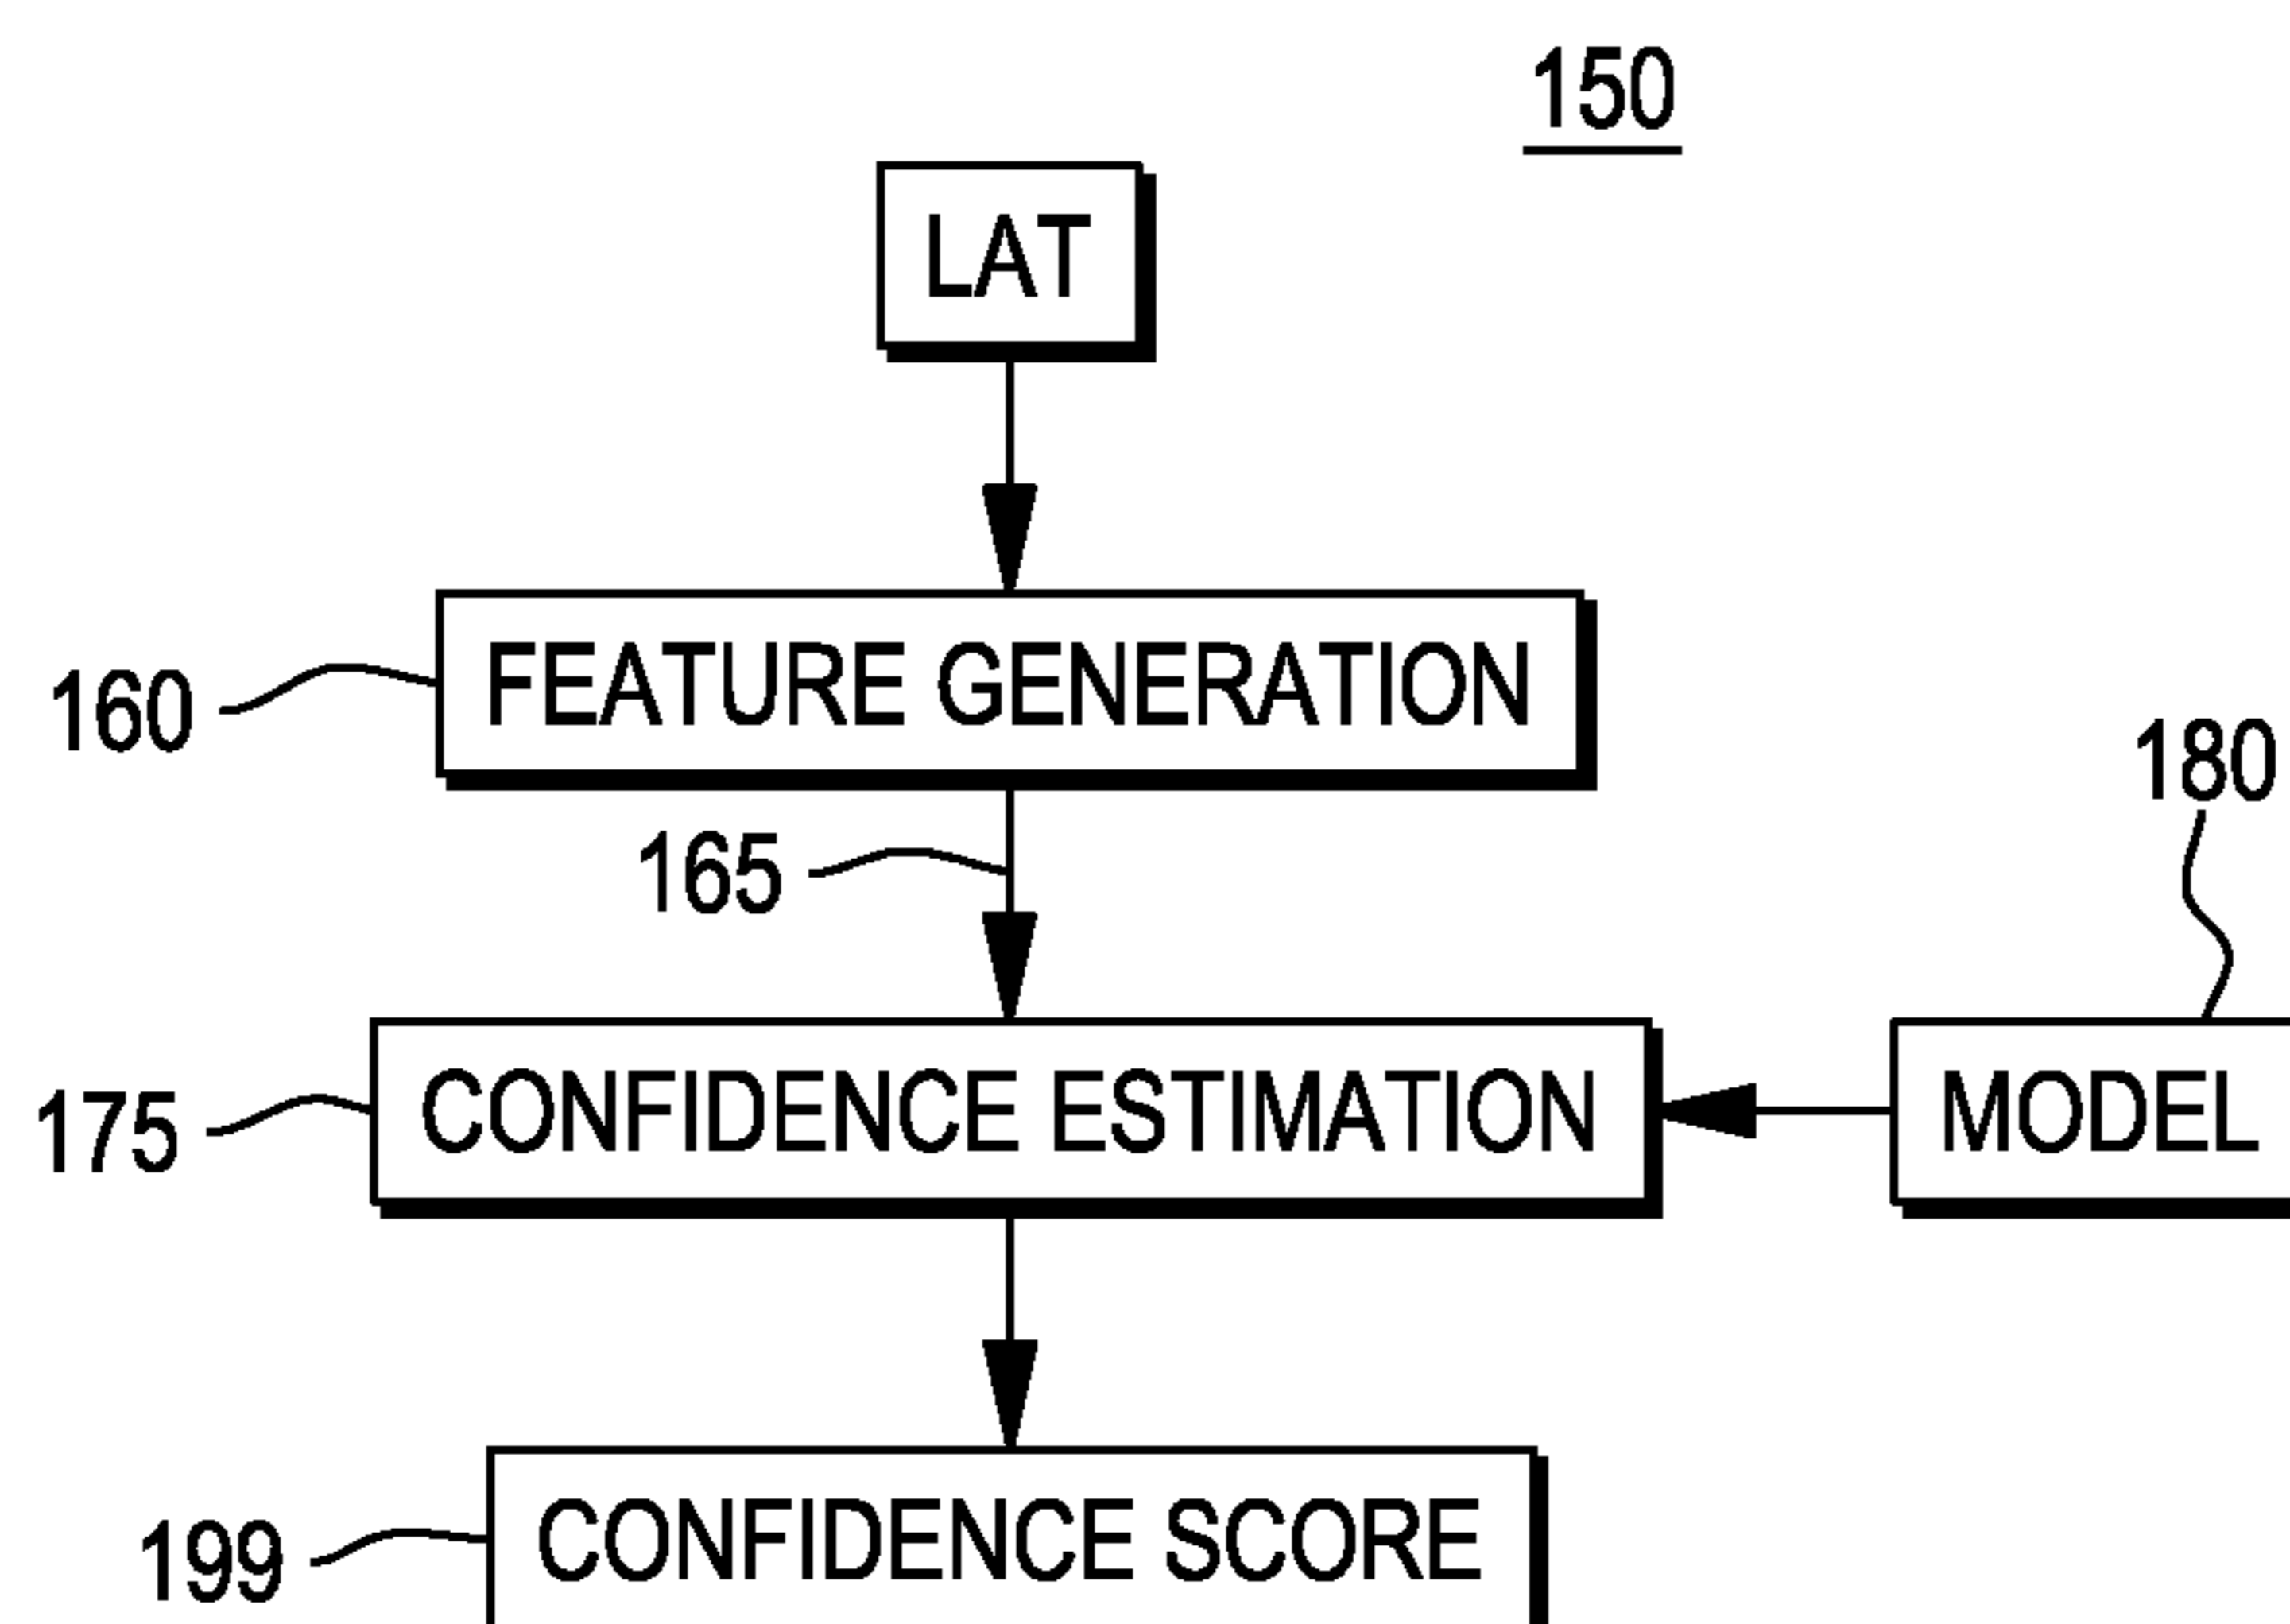 150
LAT
160 FEATURE GENERATION
180
165
175 CONFIDENCE ESTIMATION MODEL
199 CONFIDENCE SCORE